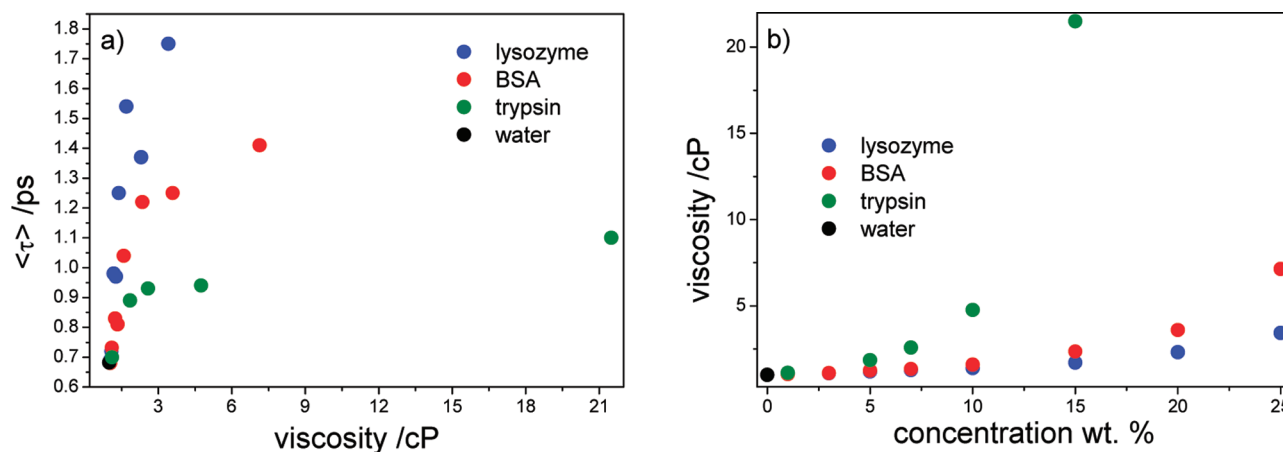 a)
<τ> /ps
1.8
1.7
1.6
1.5
1.4
1.3
1.2
1.1
1.0
0.9
0.8
0.7
0.6
lysozyme
BSA
trypsin
water
3 6 9 12 15 18 21
viscosity /cP
b)
viscosity /cP
20
15
10
5
lysozyme
BSA
trypsin
water
0 5 10 15 20 25
concentration wt. %